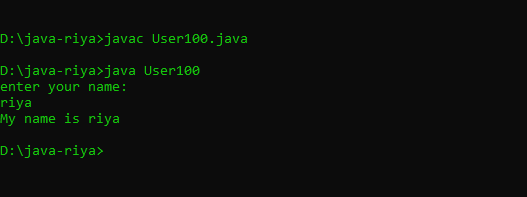 D:\java-riya>javac User100.java
D:\java-riya>java User100
enter your name:
riya
My name is riya
D:\java-riya>